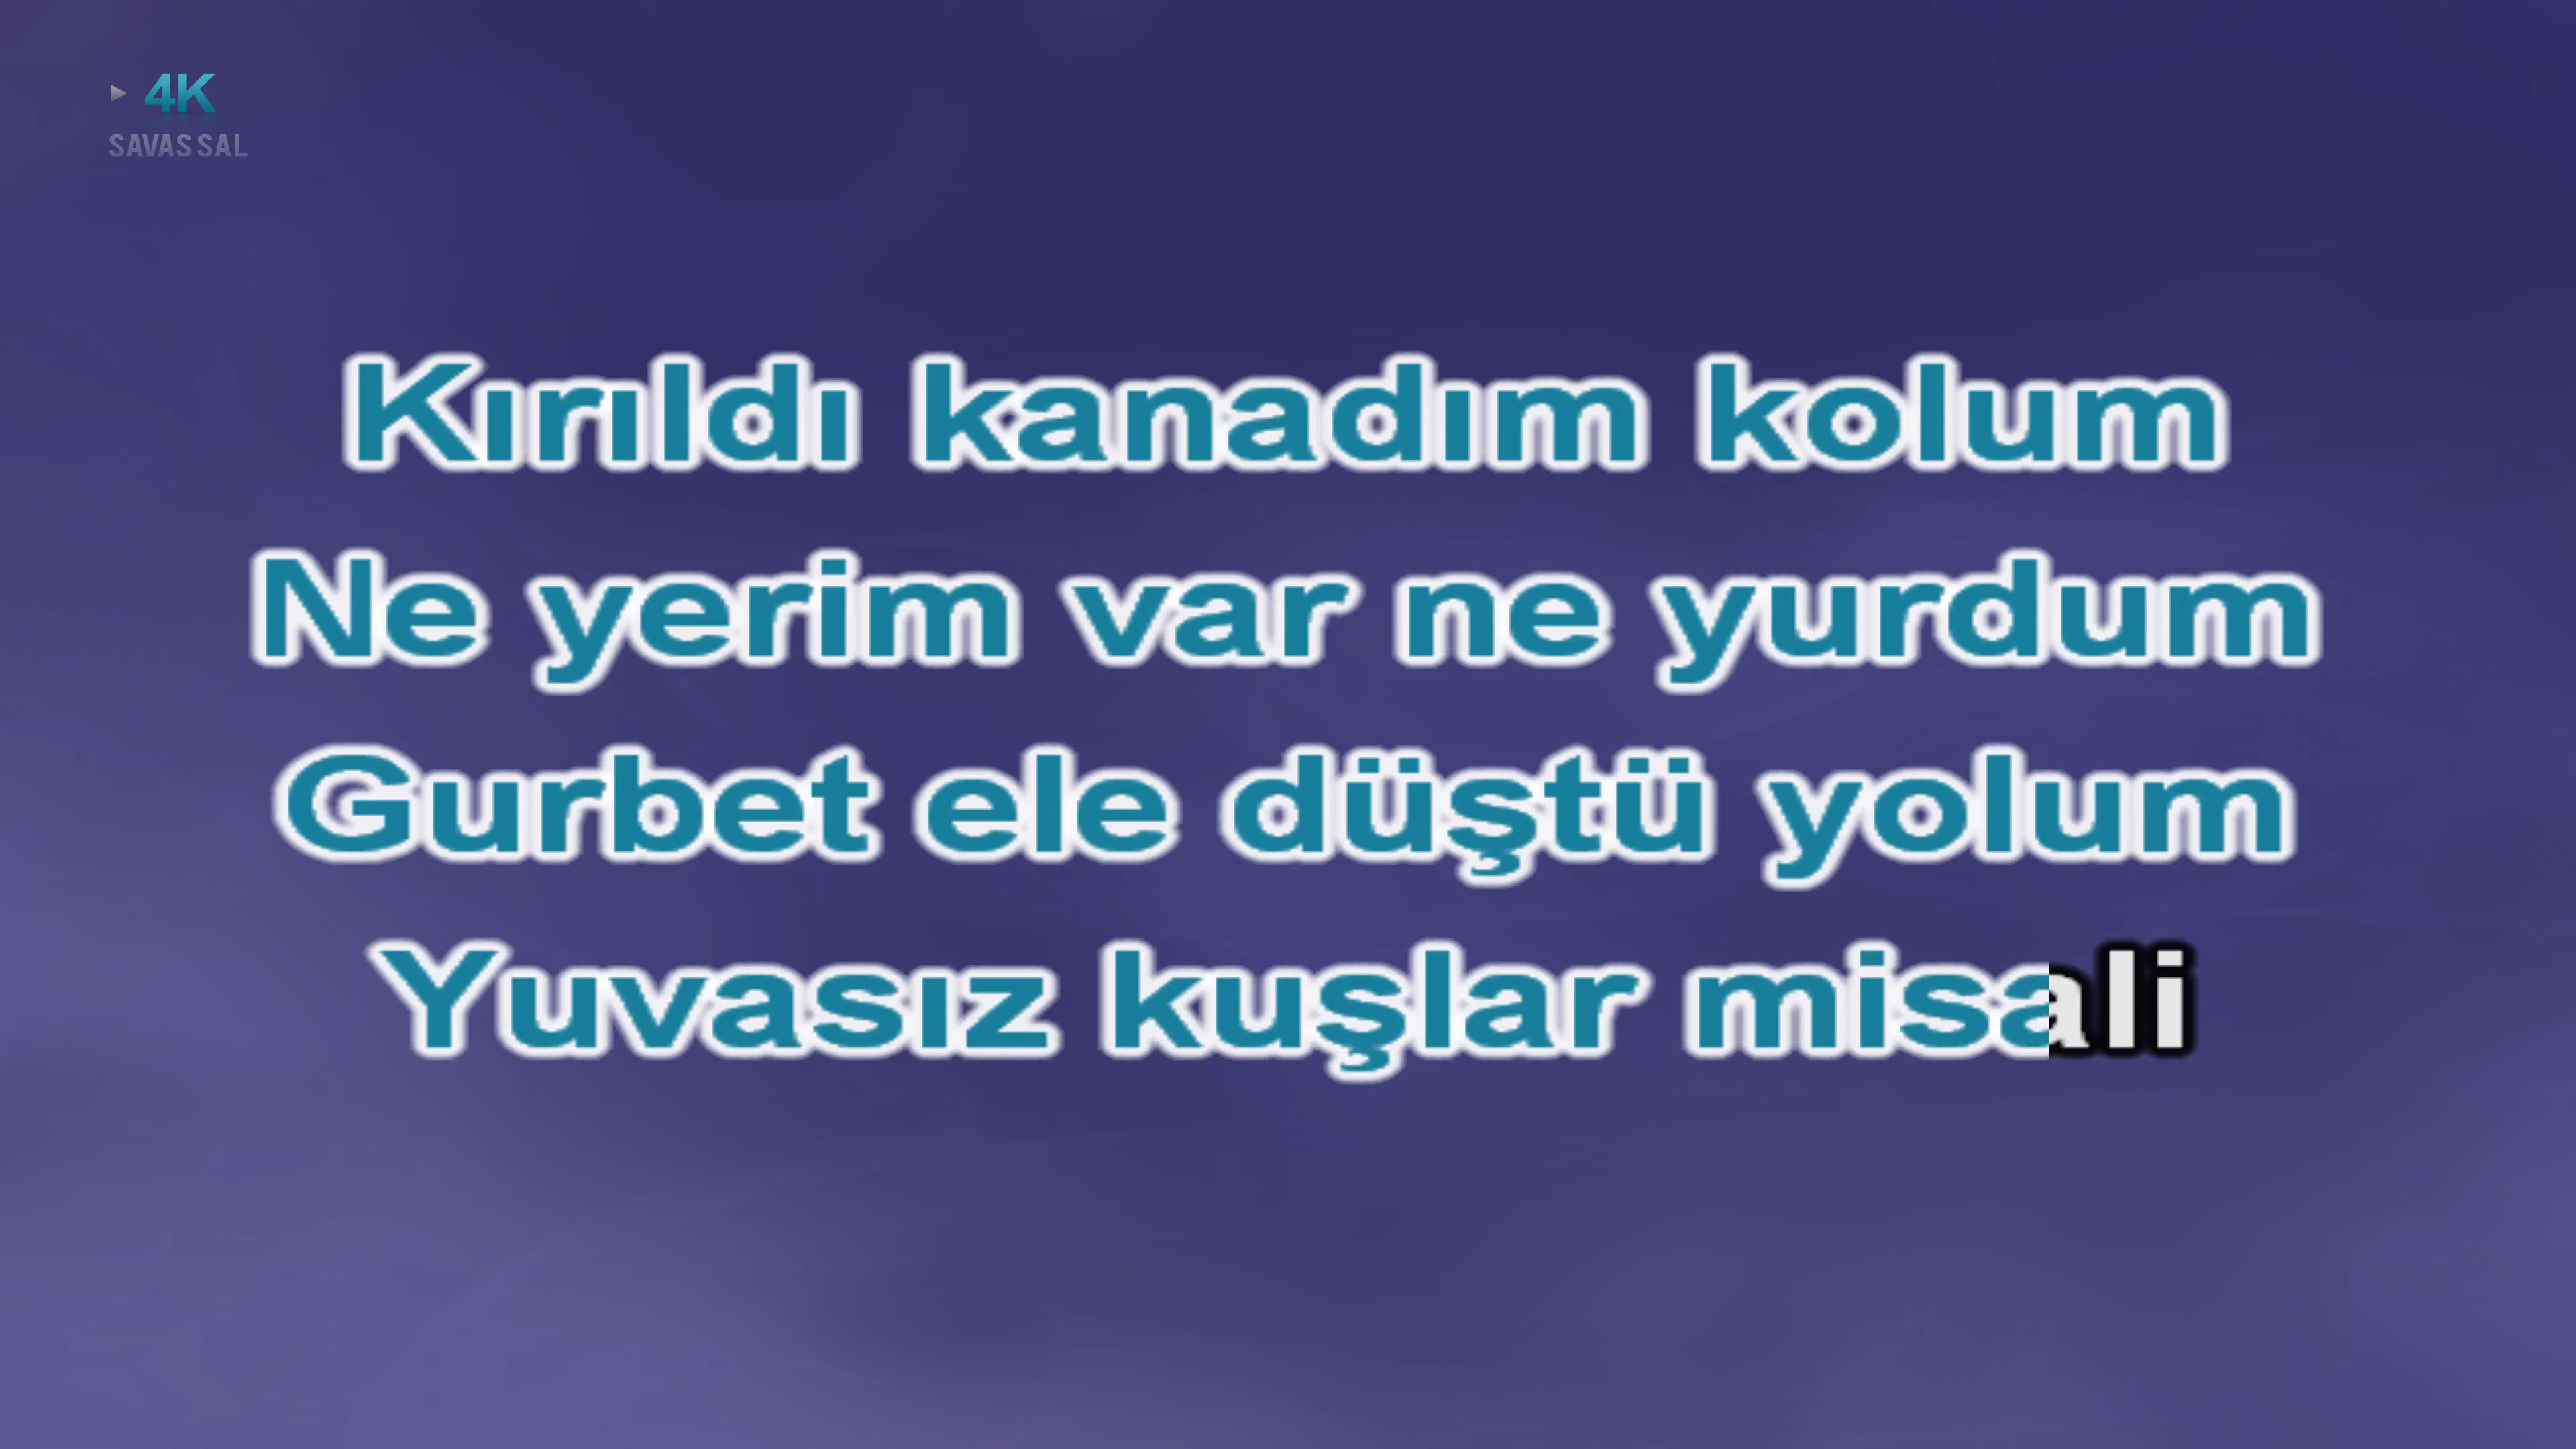 4K
SAVAS SAL
Kırıldı kanadım kolum
Ne yerim var ne yurdum
Gurbet ele düştü yolum
Yuvasız kuşlar misali